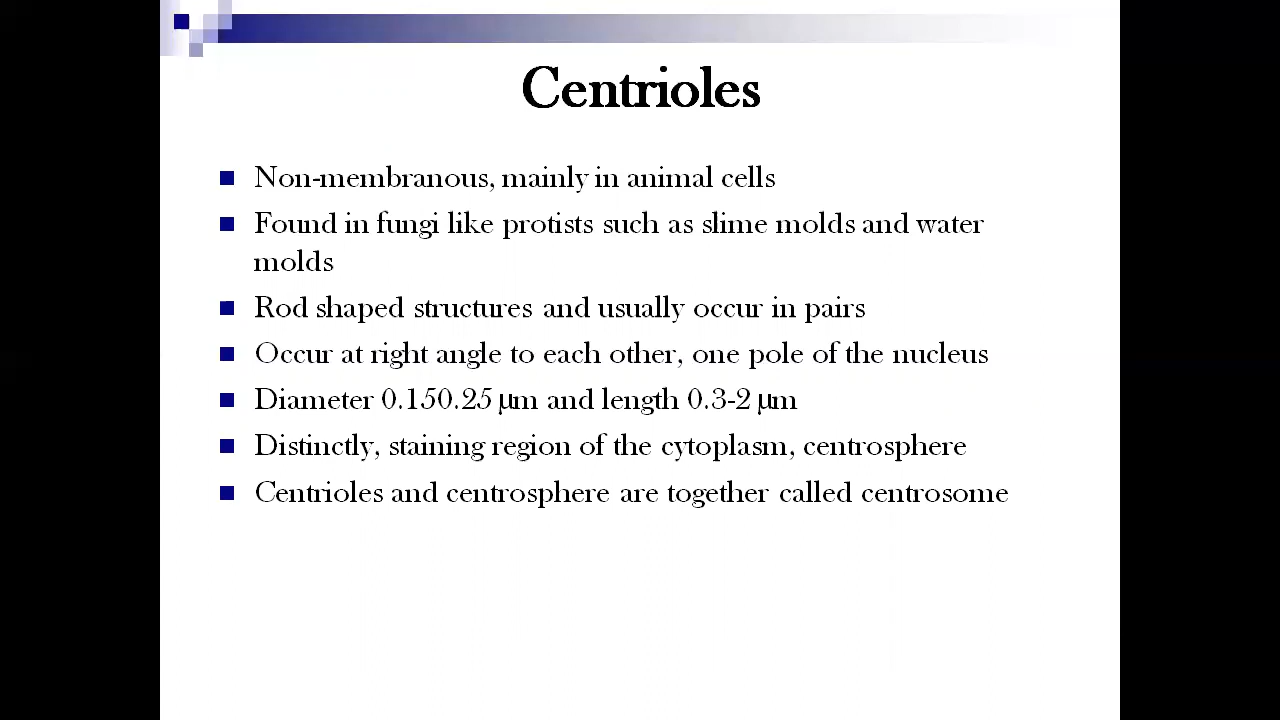 Centrioles
Non-membranous, mainly in animal cells
Found in fungi like protists such as slime molds and water
molds
Rod shaped structures and usually occur in pairs
Occur at right angle to each other, one pole of the nucleus
Diameter 0.150.25 µm and length 0.3-2 µm
Distinctly, staining region of the cytoplasm, centrosphere
Centrioles and centrosphere are together called centrosome